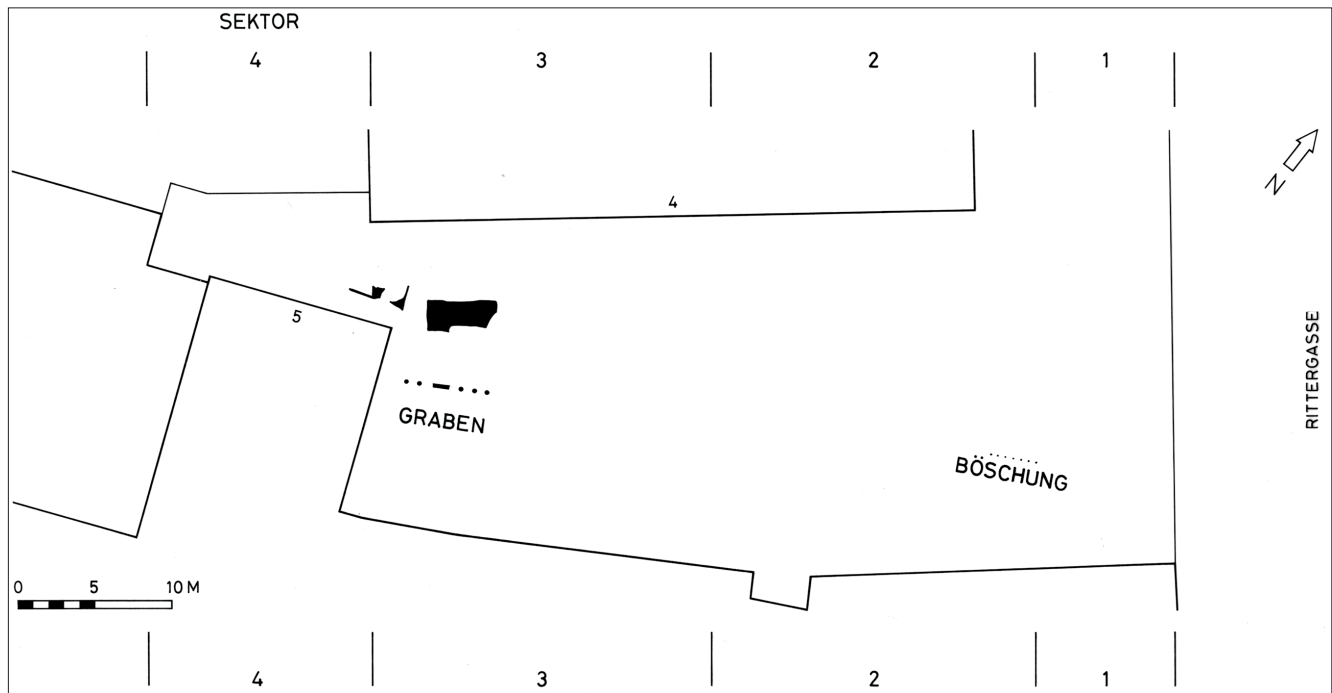 SEKTOR
4 3 2 1
N
4
5
RITTERGASSE
GRABEN
BÖSCHUNG
0 5 10 M
4 3 2 1